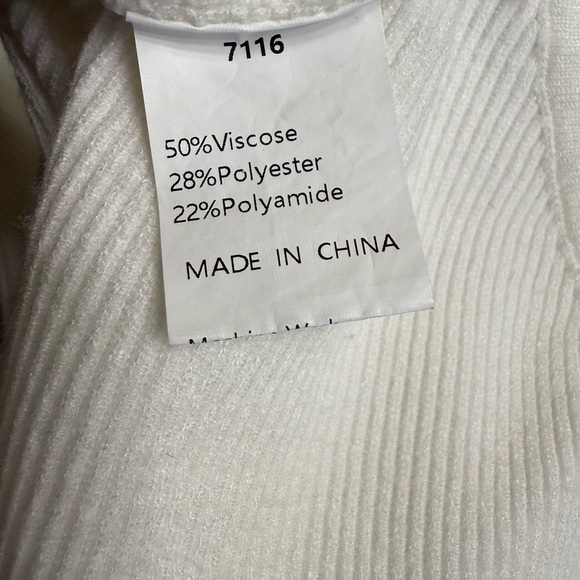 7116
50%Viscose
28%Polyester
22%Polyamide
MADE IN CHINA